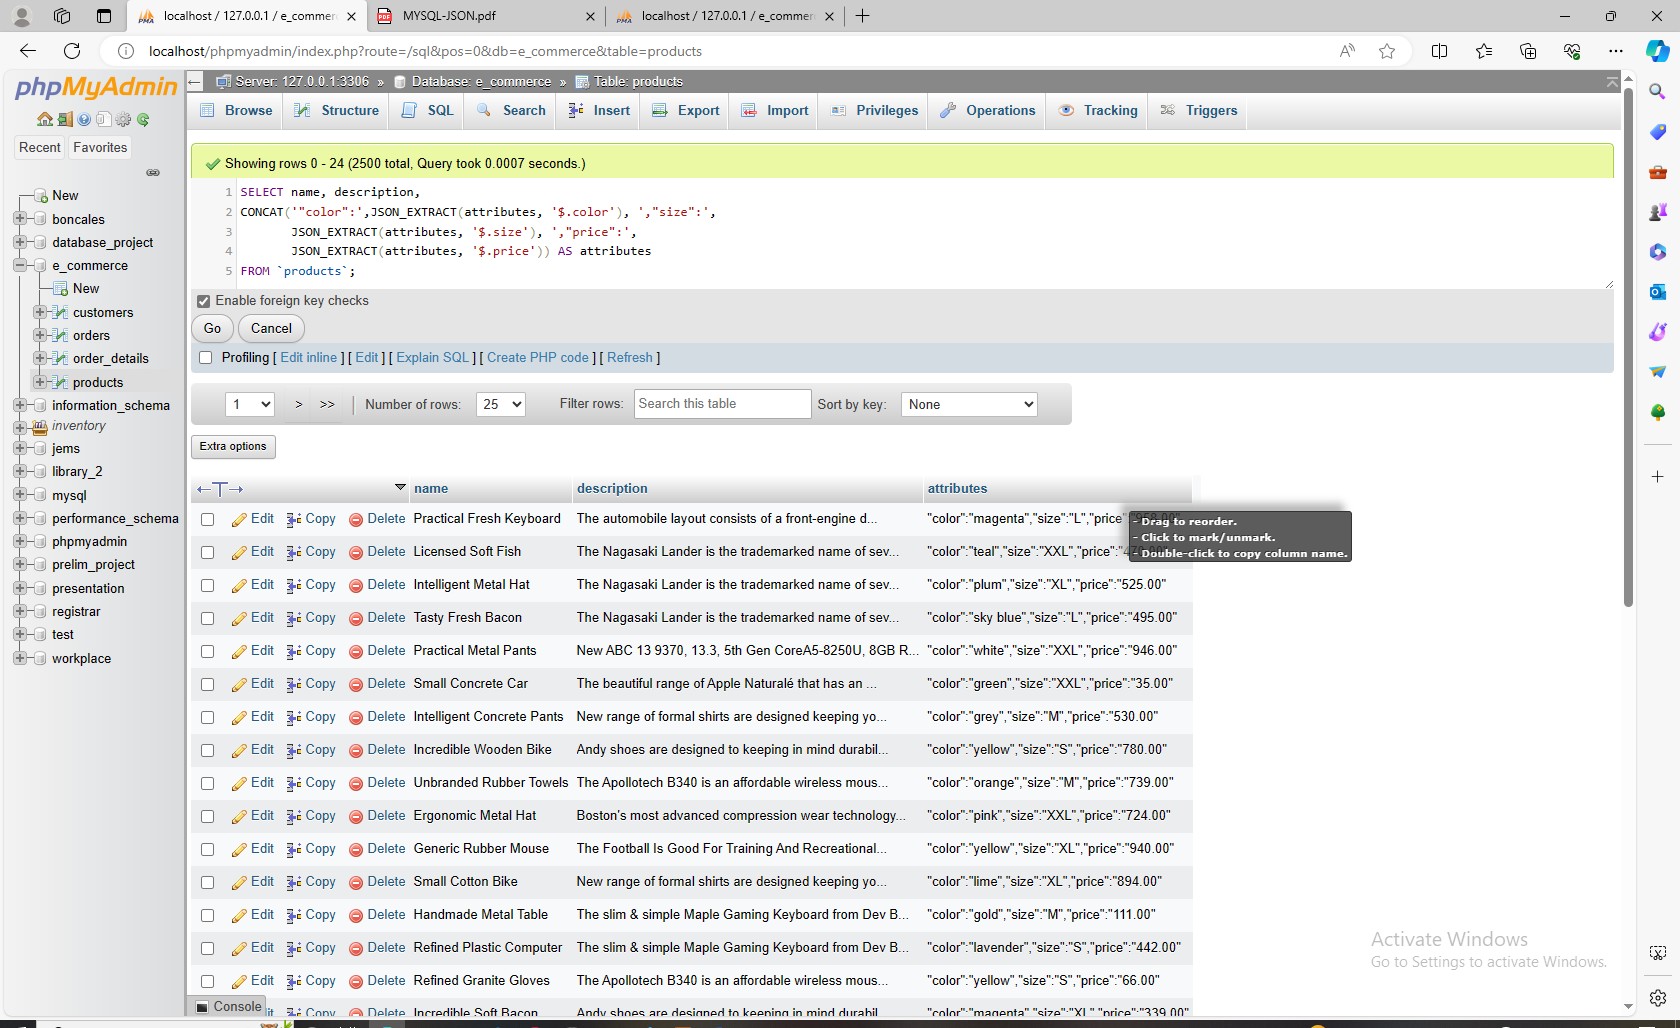 localhost / 127.0.0.1 / e_commer
MYSQL-JSON.pdf
localhost / 127.0.0.1 / e_commer
localhost/phpmyadmin/index.php?route=/sql&pos=0&db=e_commerce&table=products
phpMyAdmin
Recent
Favorites
New
boncales
database_project
e_commerce
New
customers
orders
order_details
products
information_schema
inventory
jems
library_2
mysql
performance_schema
phpmyadmin
prelim_project
presentation
registrar
test
workplace
Server: 127.0.0.1:3306 » Database: e_commerce » Table: products
Browse Structure SQL Search Insert Export Import Privileges Operations Tracking Triggers
Showing rows 0 - 24 (2500 total, Query took 0.0007 seconds.)
1 SELECT name, description,
2 CONCAT('"color":',JSON_EXTRACT(attributes, '$.color'), ',"size":',
3 JSON_EXTRACT(attributes, '$.size'), ',"price":',
4 JSON_EXTRACT(attributes, '$.price')) AS attributes
5 FROM `products`;
Enable foreign key checks
Go Cancel
Profiling [ Edit inline ] [ Edit ] [ Explain SQL ] [ Create PHP code ] [ Refresh ]
1 > >> Number of rows: 25 Filter rows: Search this table Sort by key: None
Extra options
name description attributes
Edit Copy Delete Practical Fresh Keyboard The automobile layout consists of a front-engine d... "color":"magenta","size":"L","price"
- Drag to reorder.
- Click to mark/unmark.
- Double-click to copy column name.
Edit Copy Delete Licensed Soft Fish The Nagasaki Lander is the trademarked name of sev... "color":"teal","size":"XXL","price":
Edit Copy Delete Intelligent Metal Hat The Nagasaki Lander is the trademarked name of sev... "color":"plum","size":"XL","price":"525.00"
Edit Copy Delete Tasty Fresh Bacon The Nagasaki Lander is the trademarked name of sev... "color":"sky blue","size":"L","price":"495.00"
Edit Copy Delete Practical Metal Pants New ABC 13 9370, 13.3, 5th Gen CoreA5-8250U, 8GB R... "color":"white","size":"XXL","price":"946.00"
Edit Copy Delete Small Concrete Car The beautiful range of Apple Naturalé that has an ... "color":"green","size":"XXL","price":"35.00"
Edit Copy Delete Intelligent Concrete Pants New range of formal shirts are designed keeping yo... "color":"grey","size":"M","price":"530.00"
Edit Copy Delete Incredible Wooden Bike Andy shoes are designed to keeping in mind durabil... "color":"yellow","size":"S","price":"780.00"
Edit Copy Delete Unbranded Rubber Towels The Apollotech B340 is an affordable wireless mous... "color":"orange","size":"M","price":"739.00"
Edit Copy Delete Ergonomic Metal Hat Boston's most advanced compression wear technology... "color":"pink","size":"XXL","price":"724.00"
Edit Copy Delete Generic Rubber Mouse The Football Is Good For Training And Recreational... "color":"yellow","size":"XL","price":"940.00"
Edit Copy Delete Small Cotton Bike New range of formal shirts are designed keeping yo... "color":"lime","size":"XL","price":"894.00"
Edit Copy Delete Handmade Metal Table The slim & simple Maple Gaming Keyboard from Dev B... "color":"gold","size":"M","price":"111.00"
Edit Copy Delete Refined Plastic Computer The slim & simple Maple Gaming Keyboard from Dev B... "color":"lavender","size":"S","price":"442.00"
Edit Copy Delete Refined Granite Gloves The Apollotech B340 is an affordable wireless mous... "color":"yellow","size":"S","price":"66.00"
Copy Delete Incredible Soft Bacon Andy shoes are designed to keeping in mind durabil... "color":"magenta","size":"XL","price":"339.00"
Console
Activate Windows
Go to Settings to activate Windows.